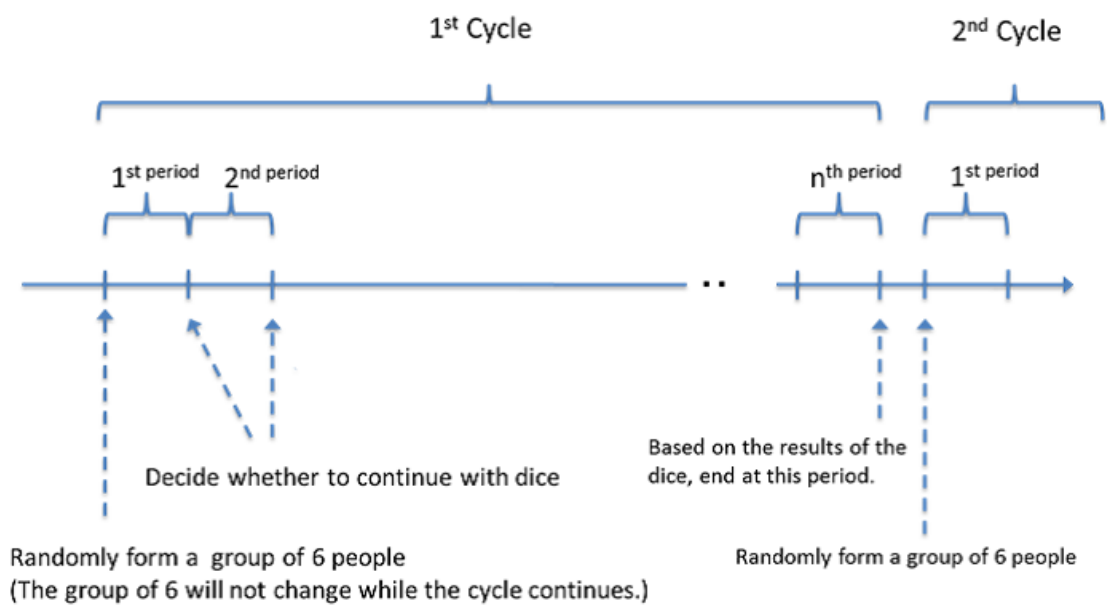 1st Cycle
2nd Cycle
1st period
2nd period
nth period
1st period
..
Decide whether to continue with dice
Based on the results of the
dice, end at this period.
Randomly form a group of 6 people
(The group of 6 will not change while the cycle continues.)
Randomly form a group of 6 people